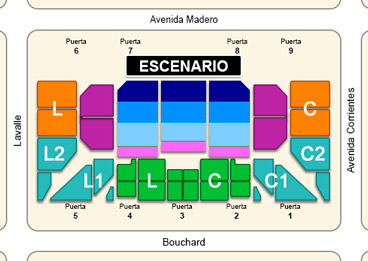 Avenida Madero
Puerta 6
Puerta 7
Puerta 8
Puerta 9
ESCENARIO
L
C
Lavalle
Avenida Corrientes
L2
C2
L1
L
C
C1
Puerta 5
Puerta 4
Puerta 3
Puerta 2
Puerta 1
Bouchard